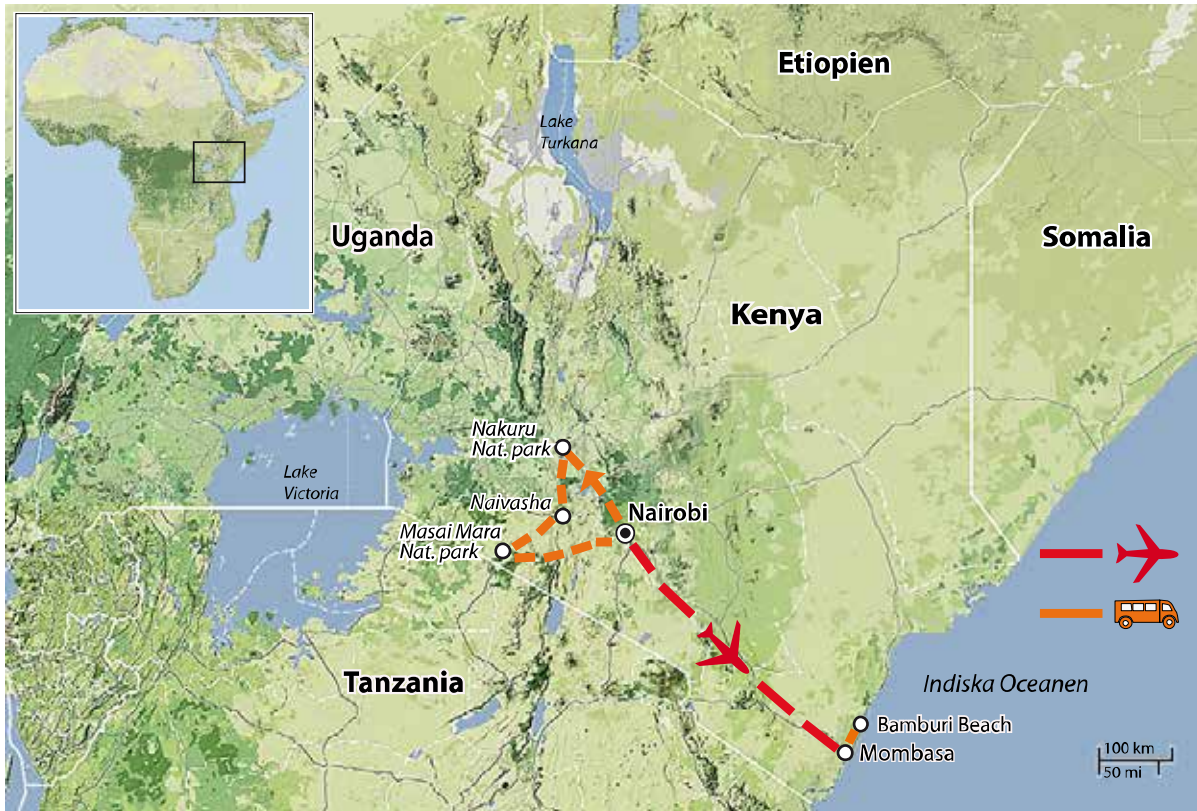 Etiopien
Lake
Turkana
Uganda
Somalia
Kenya
Nakuru
Nat. park
Lake
Victoria
Naivasha
Nairobi
Masai Mara
Nat. park
Tanzania
Indiska Oceanen
Bamburi Beach
Mombasa
100 km
50 mi